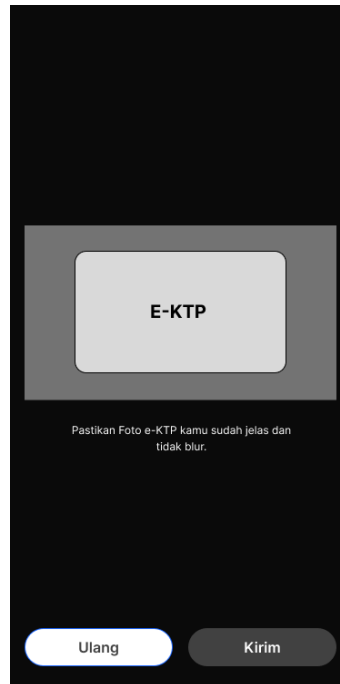 E-KTP
Pastikan Foto e-KTP kamu sudah jelas dan
tidak blur.
Ulang
Kirim